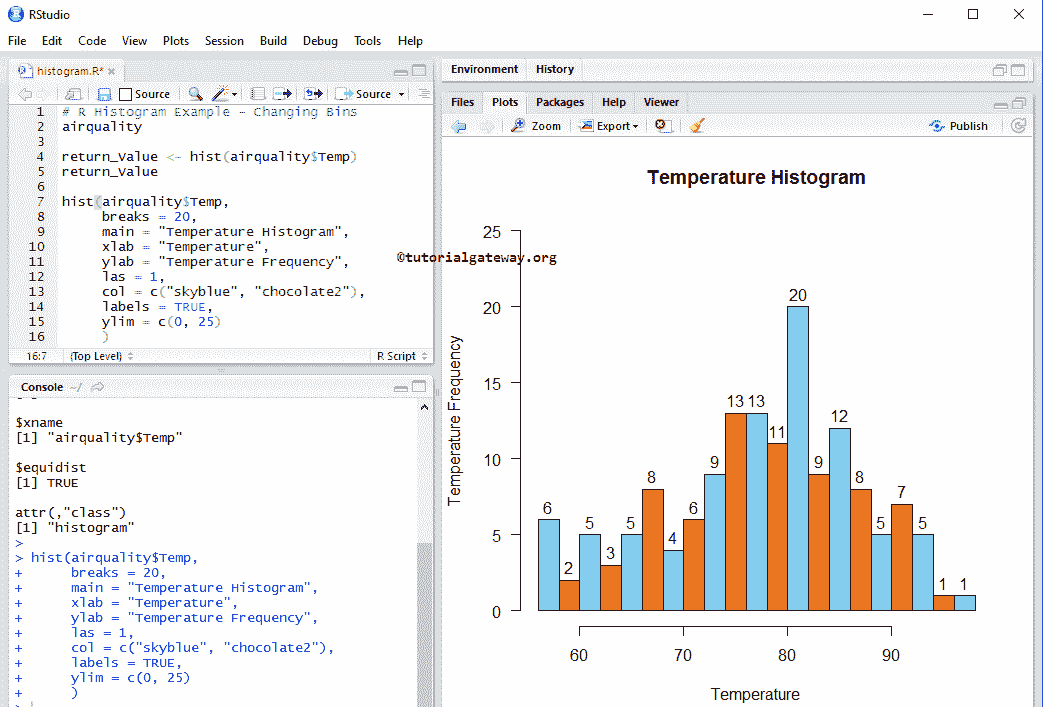 RStudio
File Edit Code View Plots Session Build Debug Tools Help
histogram.R*
Source Source
1 # R Histogram Example - Changing Bins
2 airquality
3
4 return_Value <- hist(airquality$Temp)
5 return_Value
6
7 hist(airquality$Temp,
8 breaks = 20,
9 main = "Temperature Histogram",
10 xlab = "Temperature",
11 ylab = "Temperature Frequency",
12 las = 1,
13 col = c("skyblue", "chocolate2"),
14 labels = TRUE,
15 ylim = c(0, 25)
16 )
16:7 (Top Level) R Script
Console ~/
$xname
[1] "airquality$Temp"
$equidist
[1] TRUE
attr(,"class")
[1] "histogram"
>
> hist(airquality$Temp,
+ breaks = 20,
+ main = "Temperature Histogram",
+ xlab = "Temperature",
+ ylab = "Temperature Frequency",
+ las = 1,
+ col = c("skyblue", "chocolate2"),
+ labels = TRUE,
+ ylim = c(0, 25)
+ )
Environment History
Files Plots Packages Help Viewer
Zoom Export Publish
Temperature Histogram
©tutorialgateway.org
Temperature Frequency
25
20
15
10
5
0
6 2 5 3 5 8 4 6 9 13 13 11 20 9 12 8 5 7 5 1 1
60 70 80 90
Temperature